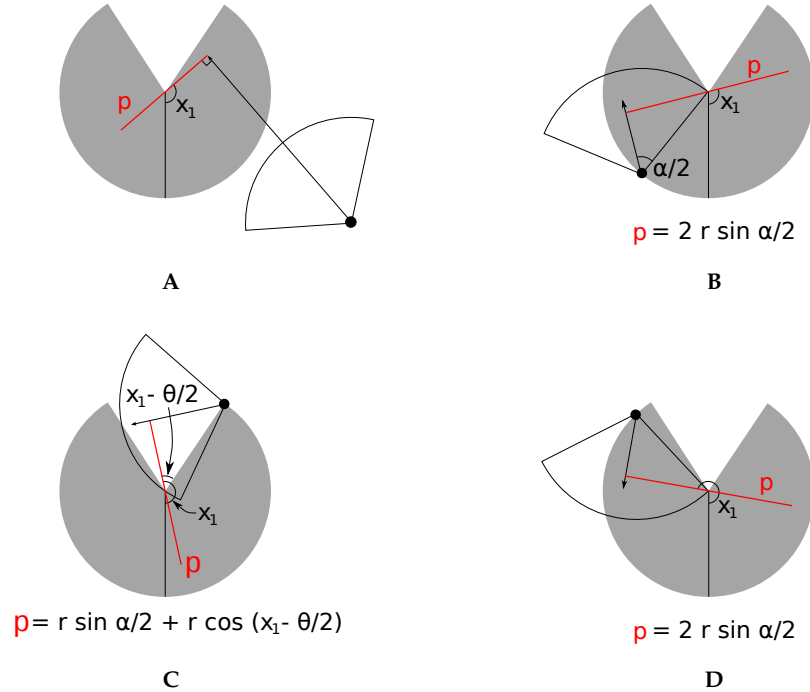 p
x₁
A
p
x₁
α/2
p = 2 r sin α/2
B
x₁- θ/2
x₁
p
p = r sin α/2 + r cos (x₁- θ/2)
C
p
x₁
p = 2 r sin α/2
D